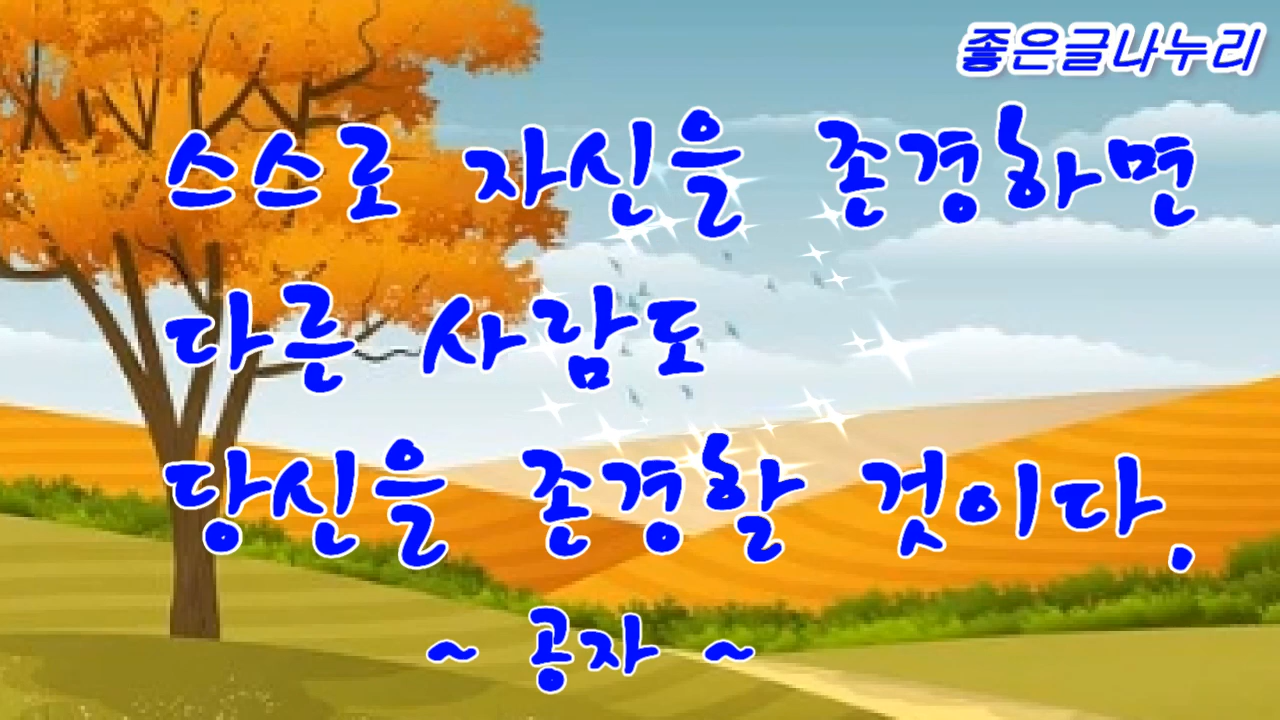 좋은글나누리
스스로 자신을 존경하면
다른 사람도
당신을 존경할 것이다.
~ 공자 ~